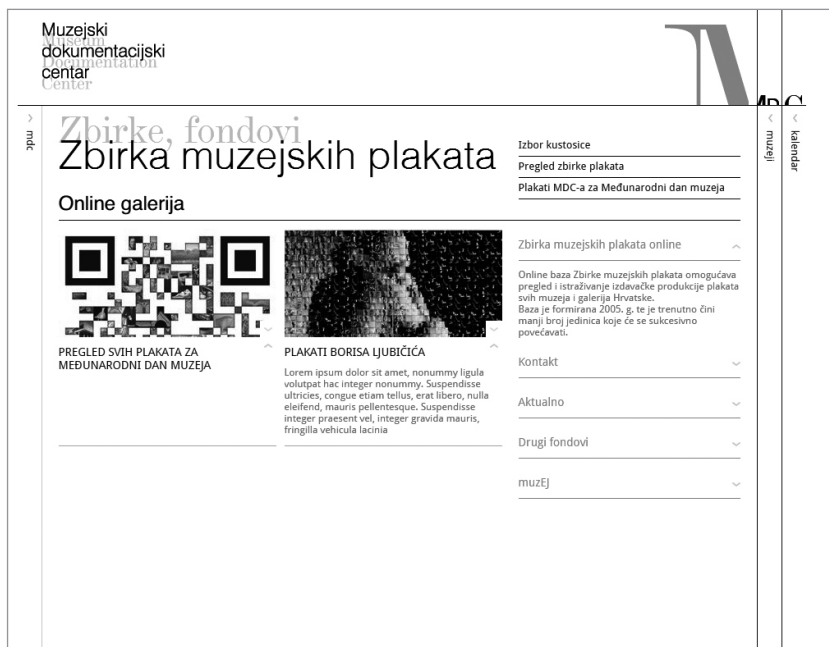 Muzejski
Museum
dokumentacijski
Documentation
centar
Center
MDC
mdc
muzeji
kalendar
Zbirke, fondovi
Zbirka muzejskih plakata
Online galerija
Izbor kustosice
Pregled zbirke plakata
Plakati MDC-a za Međunarodni dan muzeja
PREGLED SVIH PLAKATA ZA
MEĐUNARODNI DAN MUZEJA
PLAKATI BORISA LJUBIČIĆA
Lorem ipsum dolor sit amet, nonummy ligula
volutpat hac integer nonummy. Suspendisse
ultricies, congue etiam tellus, erat libero, nulla
eleifend, mauris pellentesque. Suspendisse
integer praesent vel, integer gravida mauris,
fringilla vehicula lacinia
Zbirka muzejskih plakata online
Online baza Zbirke muzejskih plakata omogućava
pregled i istraživanje izdavačke produkcije plakata
svih muzeja i galerija Hrvatske.
Baza je formirana 2005. g. te je trenutno čini
manji broj jedinica koje će se sukcesivno
povećavati.
Kontakt
Aktualno
Drugi fondovi
muzEJ